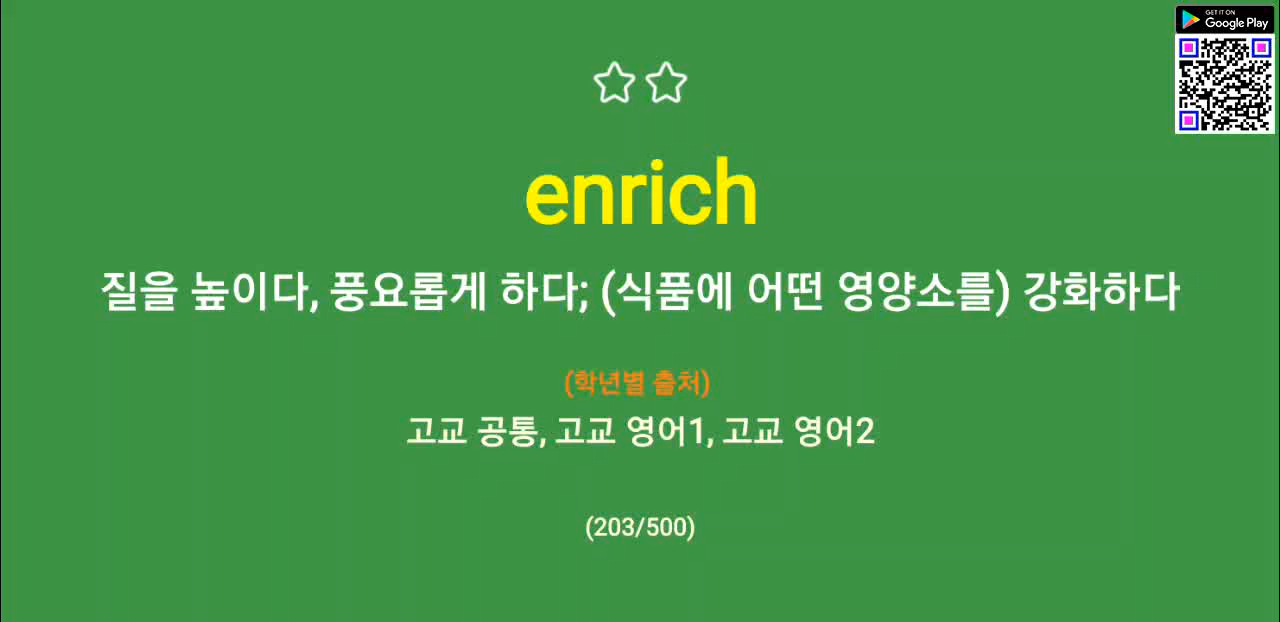 GET IT ON
Google Play
enrich
질을 높이다, 풍요롭게 하다; (식품에 어떤 영양소를) 강화하다
(학년별 출처)
고교 공통, 고교 영어1, 고교 영어2
(203/500)